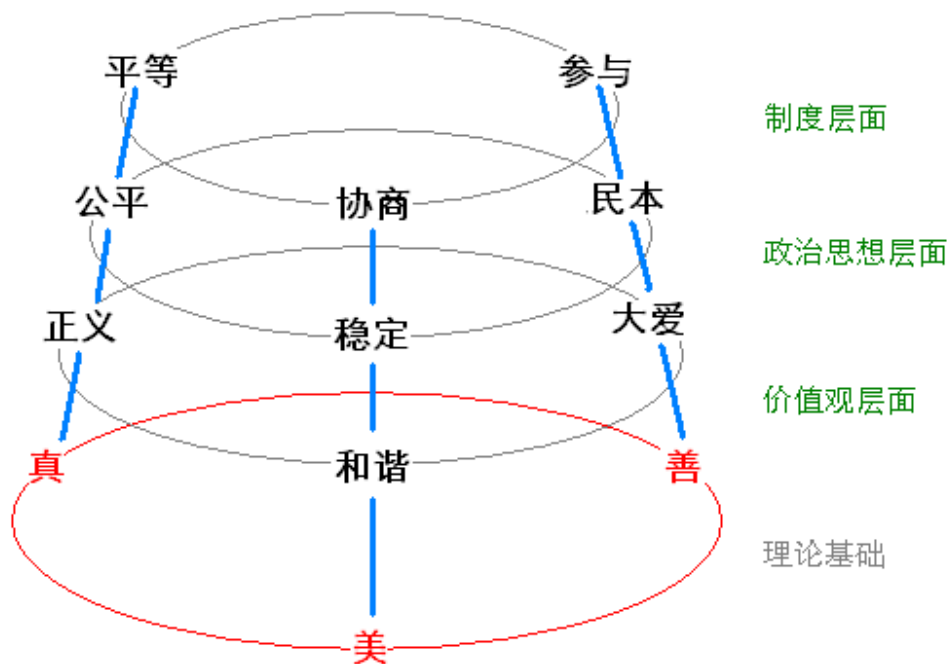 平等 参与
制度层面
公平 协商 民本
政治思想层面
正义 稳定 大爱
价值观层面
真 和谐 善
理论基础
美